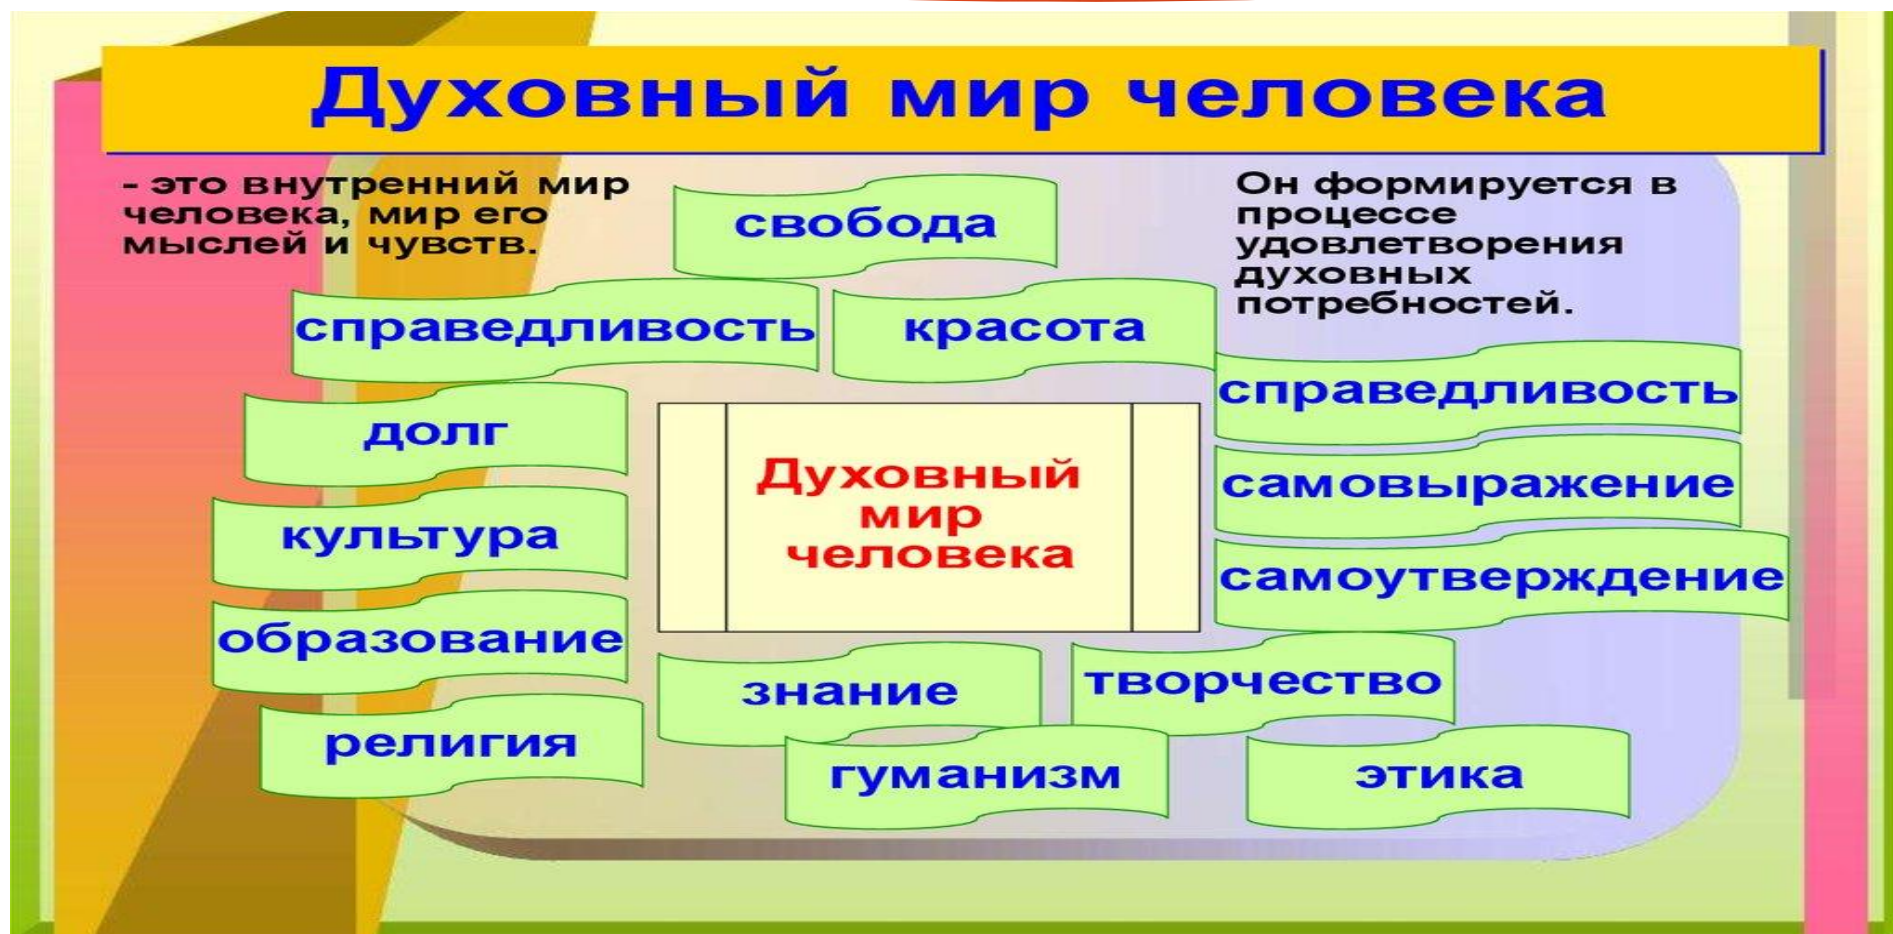 Духовный мир человека
- это внутренний мир
человека, мир его
мыслей и чувств.
Он формируется в
процессе
удовлетворения
духовных
потребностей.
свобода
справедливость
красота
справедливость
долг
самовыражение
культура
самоутверждение
образование
религия
Духовный
мир
человека
знание
творчество
гуманизм
этика